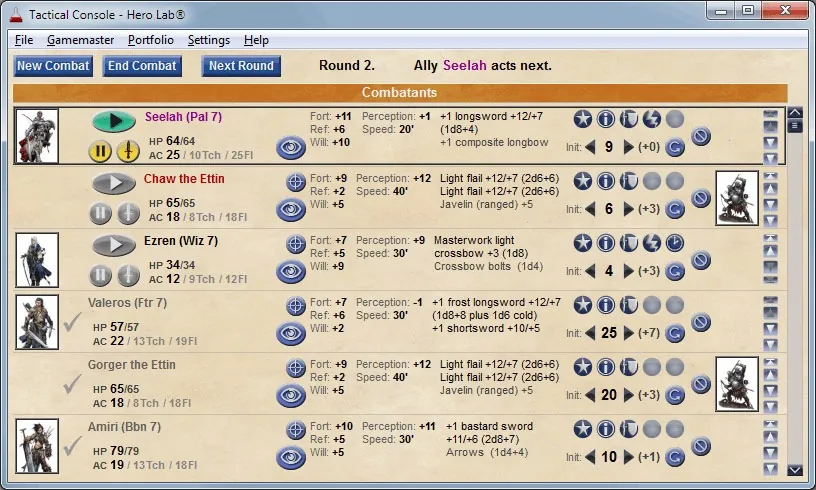 Tactical Console - Hero Lab®
File Gamemaster Portfolio Settings Help
New Combat End Combat Next Round Round 2. Ally Seelah acts next.
Combatants
Seelah (Pal 7)
HP 64/64
AC 25 / 10Tch / 25Fl
Fort: +11 Perception: +1
Ref: +6 Speed: 20'
Will: +10
+1 longsword +12/+7
(1d8+4)
+1 composite longbow
Init: 9 (+0)
Chaw the Ettin
HP 65/65
AC 18 / 8Tch / 18Fl
Fort: +9 Perception: +12
Ref: +2 Speed: 40'
Will: +5
Light flail +12/+7 (2d6+6)
Light flail +12/+7 (2d6+6)
Javelin (ranged) +5
Init: 6 (+3)
Ezren (Wiz 7)
HP 34/34
AC 12 / 9Tch / 12Fl
Fort: +7 Perception: +9
Ref: +5 Speed: 30'
Will: +9
Masterwork light
crossbow +3 (1d8)
Crossbow bolts (1d4)
Init: 4 (+3)
Valeros (Ftr 7)
HP 57/57
AC 22 / 13Tch / 19Fl
Fort: +7 Perception: -1
Ref: +6 Speed: 30'
Will: +2
+1 frost longsword +12/+7
(1d8+8 plus 1d6 cold)
+1 shortsword +10/+5
Init: 25 (+7)
Gorger the Ettin
HP 65/65
AC 18 / 8Tch / 18Fl
Fort: +9 Perception: +12
Ref: +2 Speed: 40'
Will: +5
Light flail +12/+7 (2d6+6)
Light flail +12/+7 (2d6+6)
Javelin (ranged) +5
Init: 20 (+3)
Amiri (Bbn 7)
HP 79/79
AC 19 / 13Tch / 18Fl
Fort: +10 Perception: +11
Ref: +5 Speed: 30'
Will: +5
+1 bastard sword
+11/+6 (2d8+7)
Arrows (1d4+4)
Init: 10 (+1)